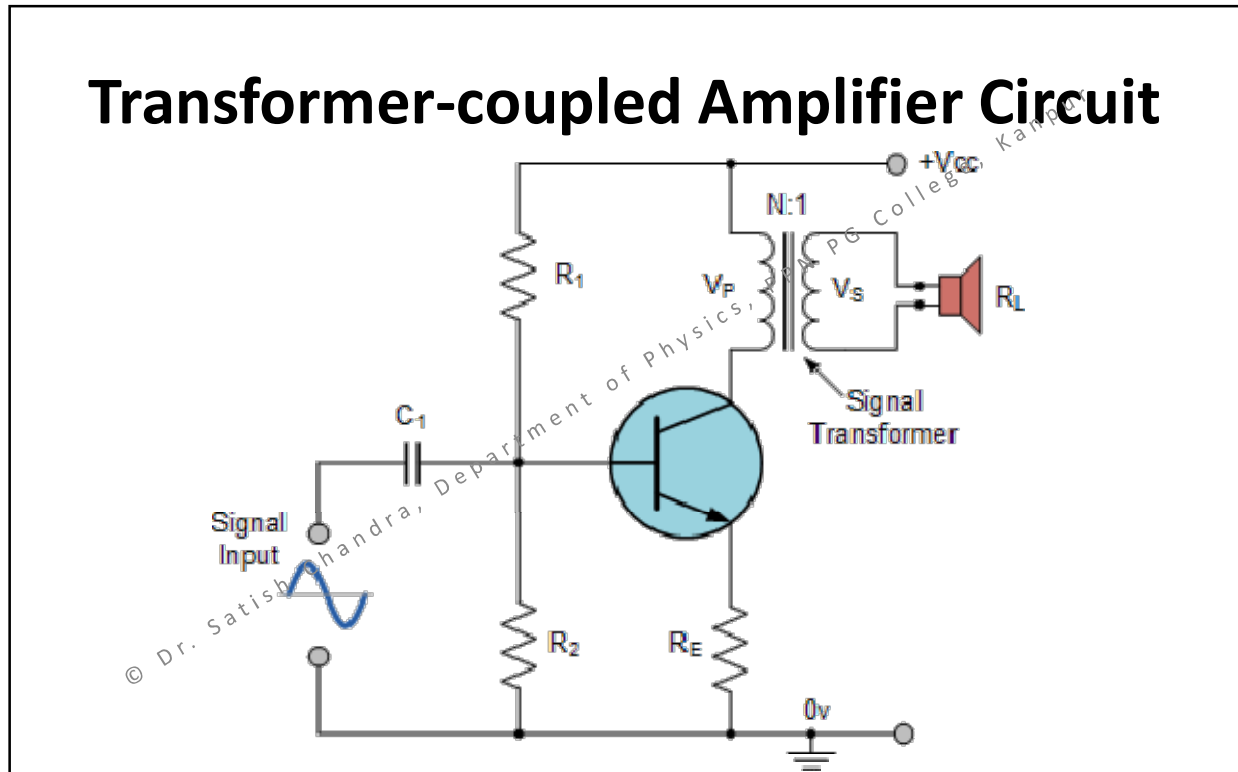 Transformer-coupled Amplifier Circuit
+Vcc
N:1
R1
VP
VS
RL
Signal
Transformer
C1
Signal
Input
R2
RE
0v
© Dr. Satish Chandra, Department of Physics, PPN PG College, Kanpur